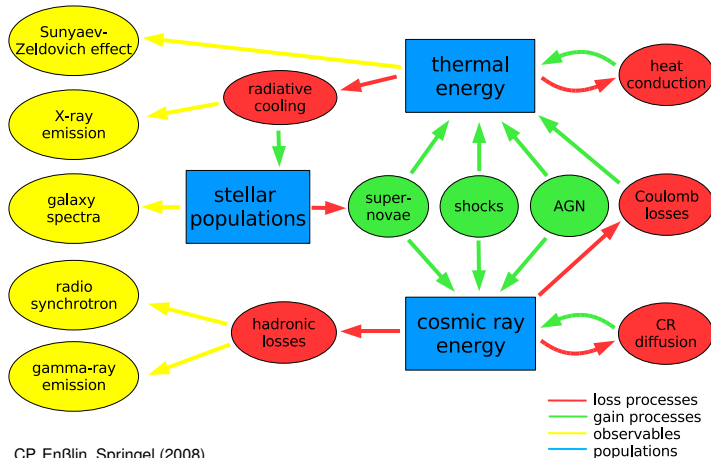 Sunyaev-
Zeldovich effect
thermal
energy
heat
conduction
radiative
cooling
X-ray
emission
stellar
populations
galaxy
spectra
super-
novae
shocks
AGN
Coulomb
losses
radio
synchrotron
hadronic
losses
cosmic ray
energy
CR
diffusion
gamma-ray
emission
loss processes
gain processes
observables
populations
CP, Enßlin, Springel (2008)